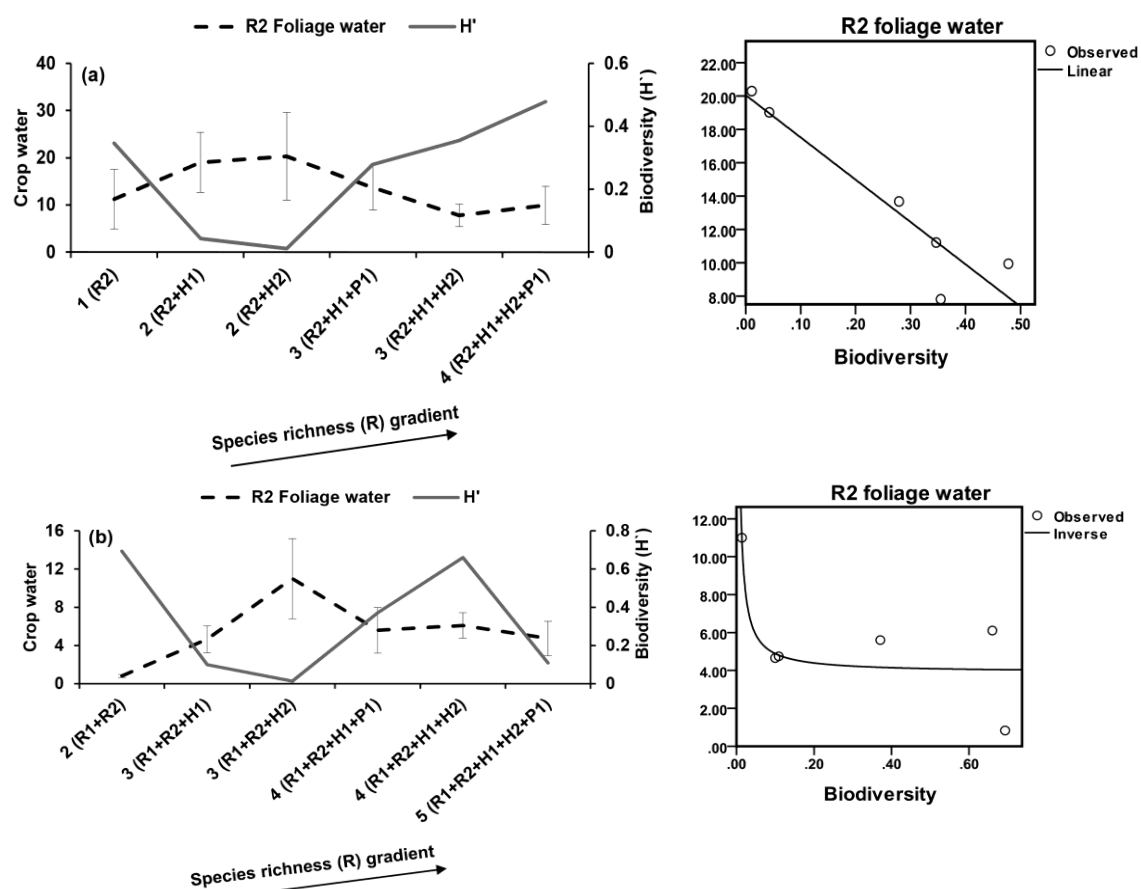 R2 Foliage water
H'
(a)
Crop water
40
30
20
10
0
0.6
0.4
0.2
0
Biodiversity (H`)
1 (R2)
2 (R2+H1)
2 (R2+H2)
3 (R2+H1+P1)
3 (R2+H1+H2)
4 (R2+H1+H2+P1)
Species richness (R) gradient
R2 foliage water
Observed
Linear
22.00
20.00
18.00
16.00
14.00
12.00
10.00
8.00
.00
.10
.20
.30
.40
.50
Biodiversity
R2 Foliage water
H'
(b)
Crop water
16
12
8
4
0
0.8
0.6
0.4
0.2
0
Biodiversity (H`)
2 (R1+R2)
3 (R1+R2+H1)
3 (R1+R2+H2)
4 (R1+R2+H1+P1)
4 (R1+R2+H1+H2)
5 (R1+R2+H1+H2+P1)
Species richness (R) gradient
R2 foliage water
Observed
Inverse
12.00
10.00
8.00
6.00
4.00
2.00
.00
.00
.20
.40
.60
Biodiversity